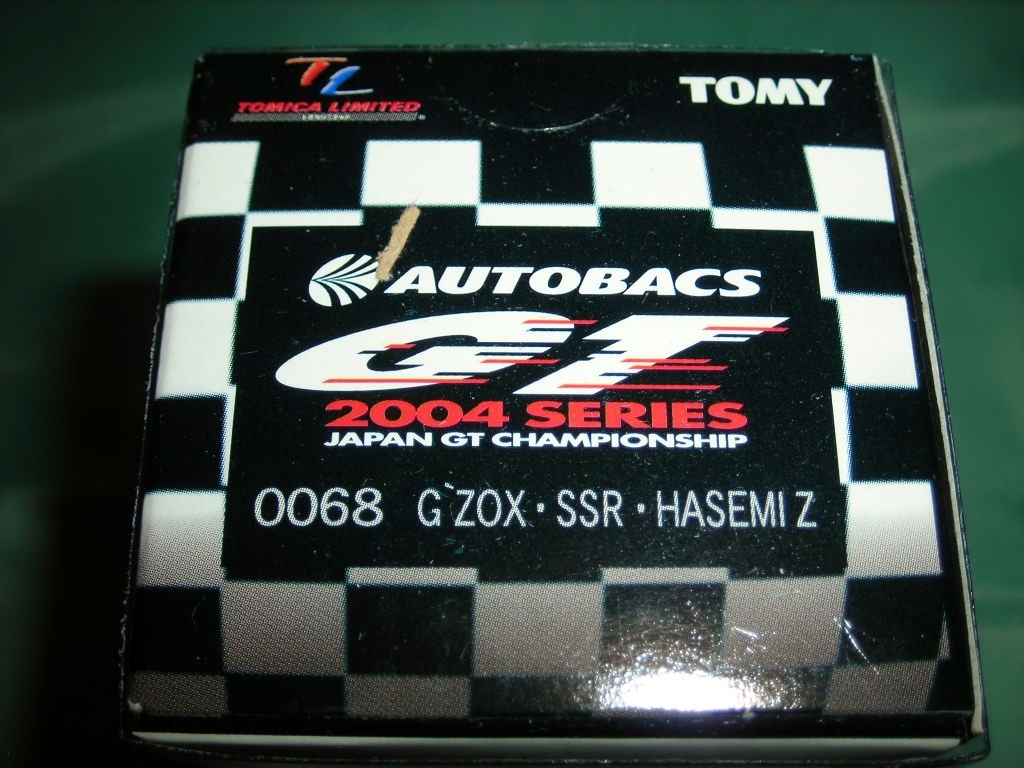 TL
TOMICA LIMITED
TOMY
AUTOBACS
GT
2004 SERIES
JAPAN GT CHAMPIONSHIP
0068 G'ZOX・SSR・HASEMI Z